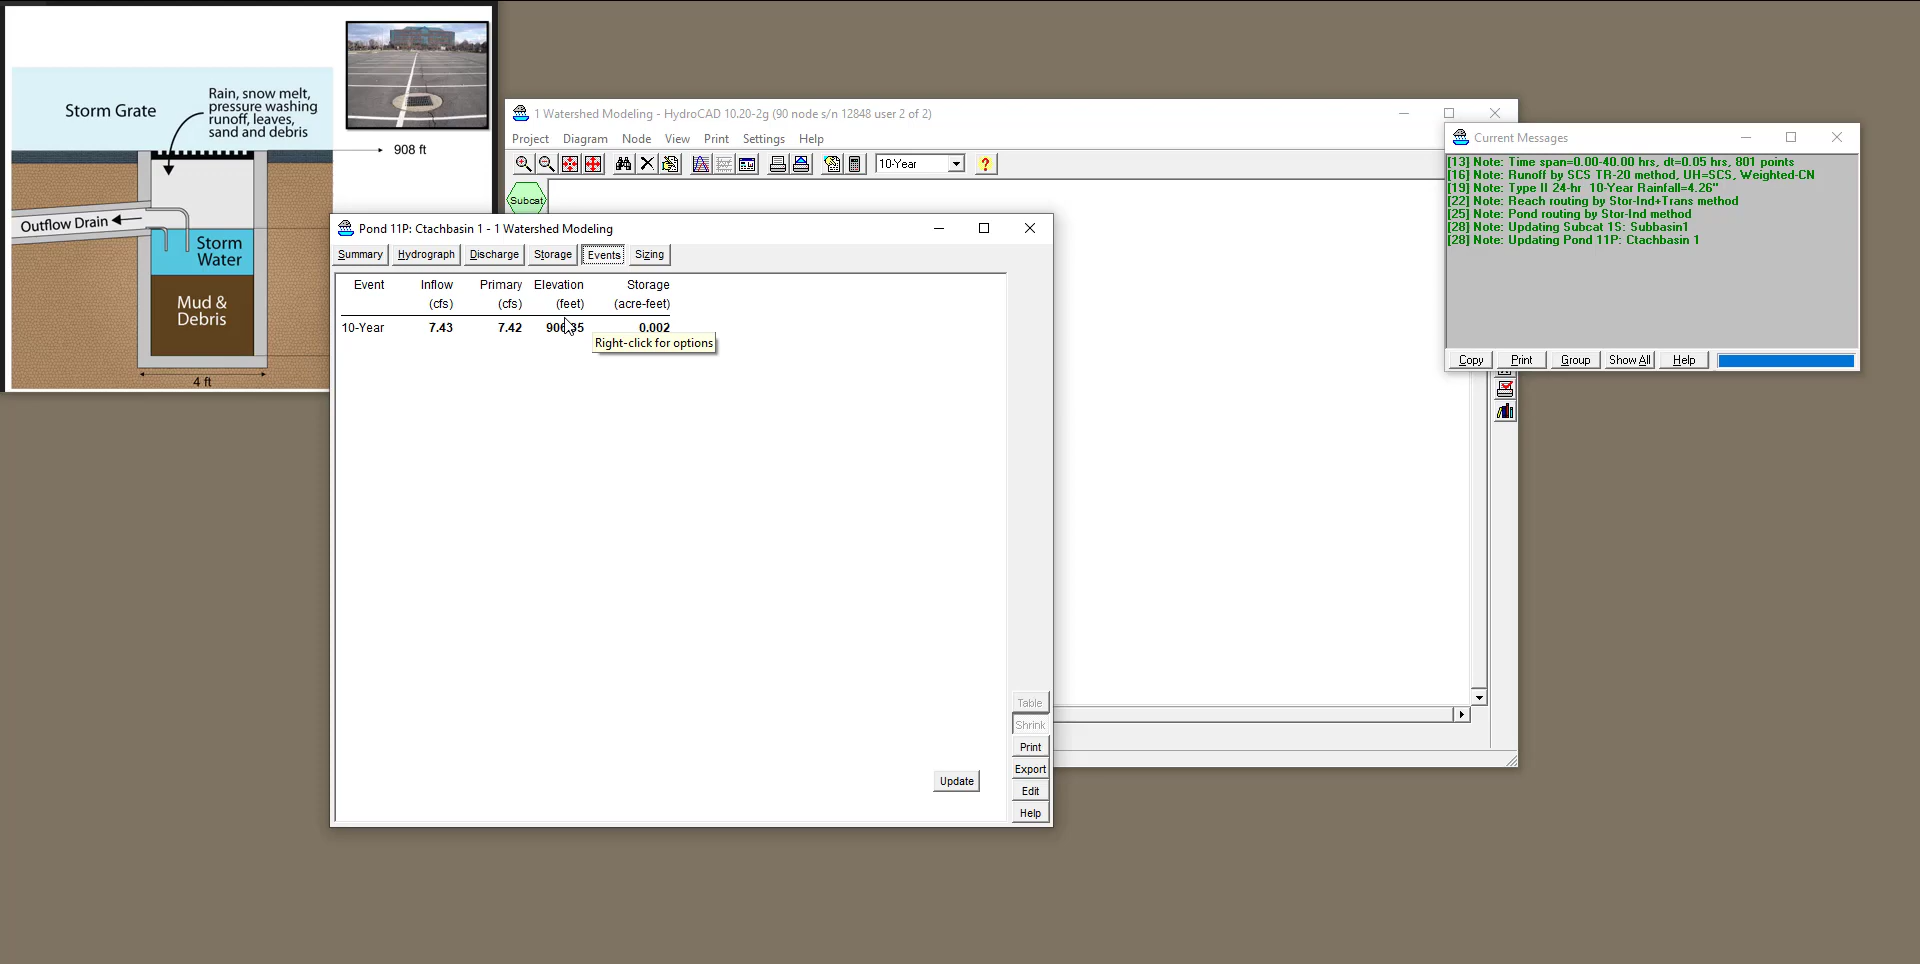 Storm Grate
Rain, snow melt,
pressure washing
runoff, leaves,
sand and debris
908 ft
Outflow Drain
Storm
Water
Mud &
Debris
4 ft
1 Watershed Modeling - HydroCAD 10.20-2g (90 node s/n 12848 user 2 of 2)
Project Diagram Node View Print Settings Help
10-Year ?
Subcat
Pond 11P: Ctachbasin 1 - 1 Watershed Modeling
Summary Hydrograph Discharge Storage Events Sizing
Event Inflow Primary Elevation Storage
(cfs) (cfs) (feet) (acre-feet)
10-Year 7.43 7.42 0.002
Right-click for options
Table
Shrink
Print
Export
Edit
Help
Update
Current Messages
[13] Note: Time span=0.00-40.00 hrs, dt=0.05 hrs, 801 points
[16] Note: Runoff by SCS TR-20 method, UH=SCS, Weighted-CN
[19] Note: Type II 24-hr 10-Year Rainfall=4.26"
[22] Note: Reach routing by Stor-Ind+Trans method
[25] Note: Pond routing by Stor-Ind method
[28] Note: Updating Subcat 1S: Subbasin1
[28] Note: Updating Pond 11P: Ctachbasin 1
Copy Print Group Show All Help